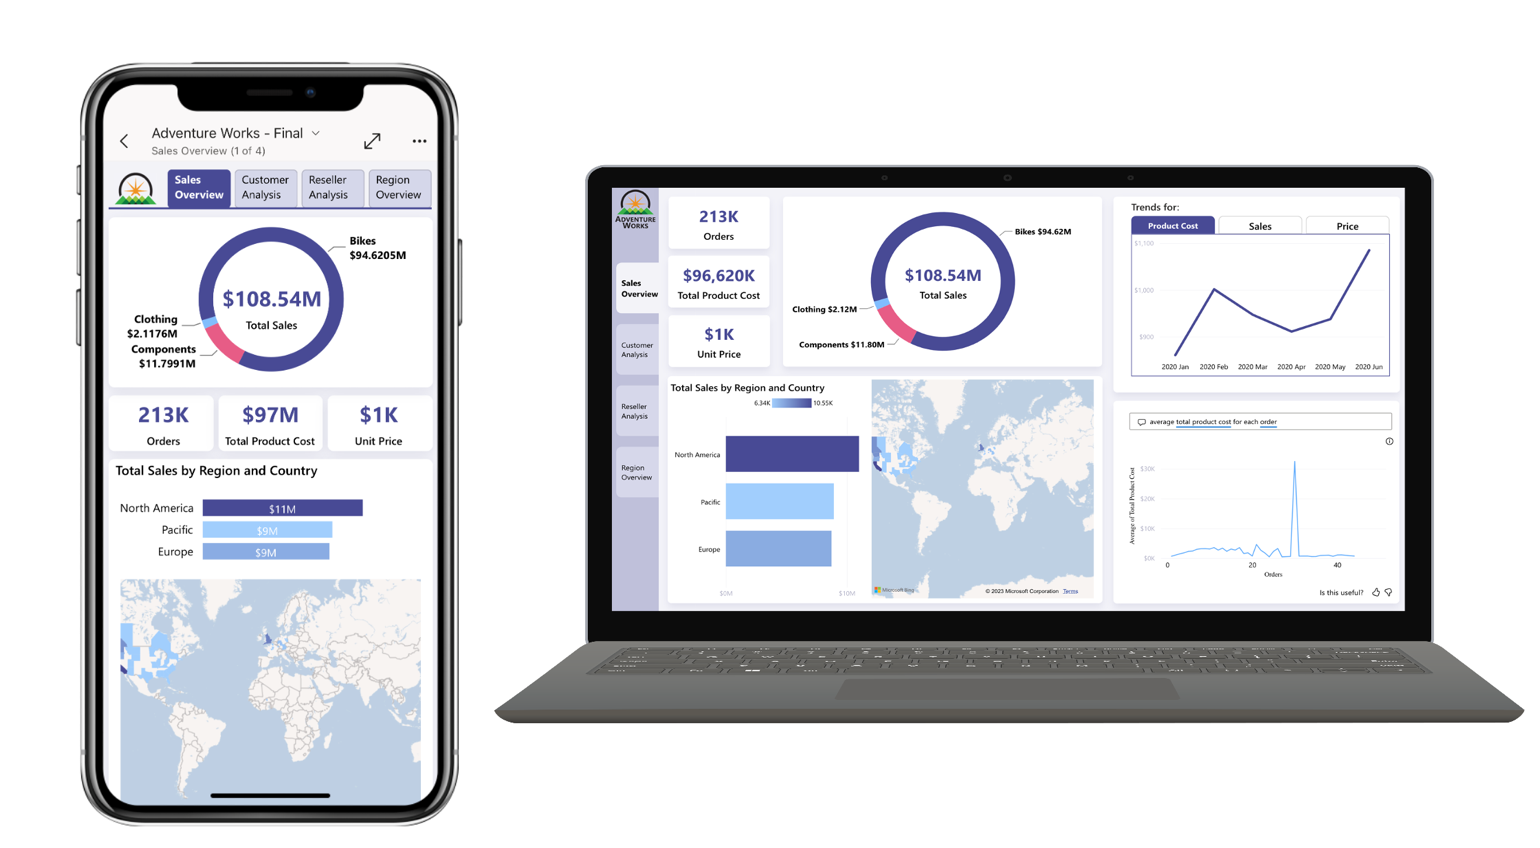 Adventure Works - Final
Sales Overview (1 of 4)
Sales
Overview
Customer
Analysis
Reseller
Analysis
Region
Overview
Bikes
$94.6205M
$108.54M
Total Sales
Clothing
$2.1176M
Components
$11.7991M
213K
Orders
$97M
Total Product Cost
$1K
Unit Price
Total Sales by Region and Country
North America
$11M
Pacific
$9M
Europe
$9M
ADVENTURE
WORKS
Sales
Overview
Customer
Analysis
Reseller
Analysis
Region
Overview
213K
Orders
$96,620K
Total Product Cost
$1K
Unit Price
Bikes $94.62M
$108.54M
Total Sales
Clothing $2.12M
Components $11.80M
Trends for:
Product Cost
Sales
Price
$1,100
$1,000
$900
2020 Jan
2020 Feb
2020 Mar
2020 Apr
2020 May
2020 Jun
Total Sales by Region and Country
6.34K
10.55K
North America
Pacific
Europe
$0M
$10M
Microsoft Bing
© 2023 Microsoft Corporation
Terms
average total product cost for each order
Average of Total Product Cost
$30K
$20K
$10K
$0K
0
20
40
Orders
Is this useful?